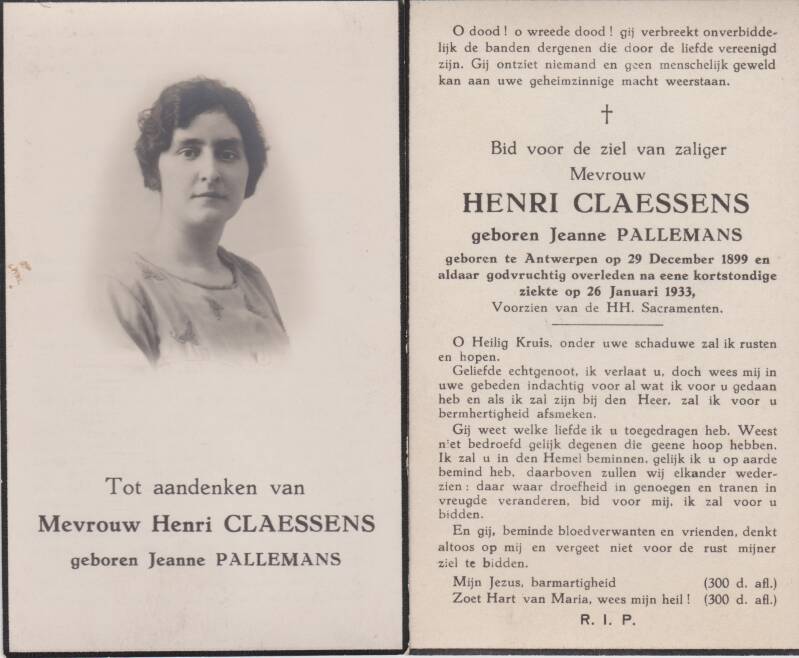 Tot aandenken van
Mevrouw Henri CLAESSENS
geboren Jeanne PALLEMANS
O dood! o wreede dood! gij verbreekt onverbidde-
lijk de banden dergenen die door de liefde vereenigd
zijn. Gij ontziet niemand en geen menschelijk geweld
kan aan uwe geheimzinnige macht weerstaan.
†
Bid voor de ziel van zaliger
Mevrouw
HENRI CLAESSENS
geboren Jeanne PALLEMANS
geboren te Antwerpen op 29 December 1899 en
aldaar godvruchtig overleden na eene kortstondige
ziekte op 26 Januari 1933,
Voorzien van de HH. Sacramenten.
O Heilig Kruis, onder uwe schaduwe zal ik rusten
en hopen.
Geliefde echtgenoot, ik verlaat u, doch wees mij in
uwe gebeden indachtig voor al wat ik voor u gedaan
heb en als ik zal zijn bij den Heer, zal ik voor u
bermhertigheid afsmeken.
Gij weet welke liefde ik u toegedragen heb. Weest
niet bedroefd gelijk degenen die geene hoop hebben.
Ik zal u in den Hemel beminnen, gelijk ik u op aarde
bemind heb, daarboven zullen wij elkander weder-
zien: daar waar droefheid in genoegen en tranen in
vreugde veranderen, bid voor mij, ik zal voor u
bidden.
En gij, beminde bloedverwanten en vrienden, denkt
altoos op mij en vergeet niet voor de rust mijner
ziel te bidden.
Mijn Jezus, barmartigheid (300 d. afl.)
Zoet Hart van Maria, wees mijn heil! (300 d. afl.)
R. I. P.